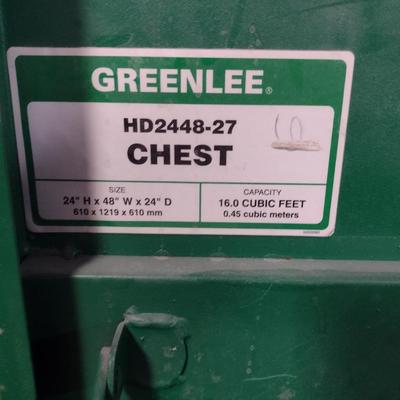 GREENLEE®
HD2448-27
CHEST
SIZE
24" H x 48" W x 24" D
610 x 1219 x 610 mm
CAPACITY
16.0 CUBIC FEET
0.45 cubic meters